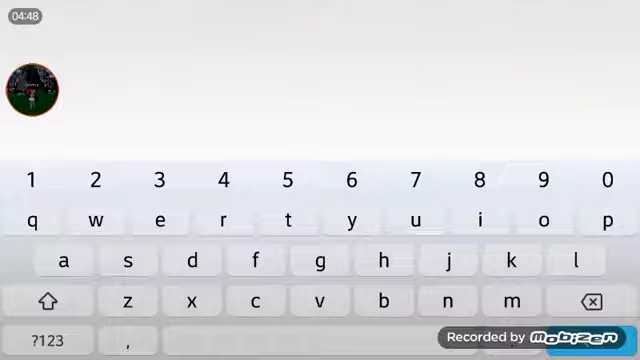 04:48
1 2 3 4 5 6 7 8 9 0
q w e r t y u i o p
a s d f g h j k l
z x c v b n m
?123 , Recorded by mobizen